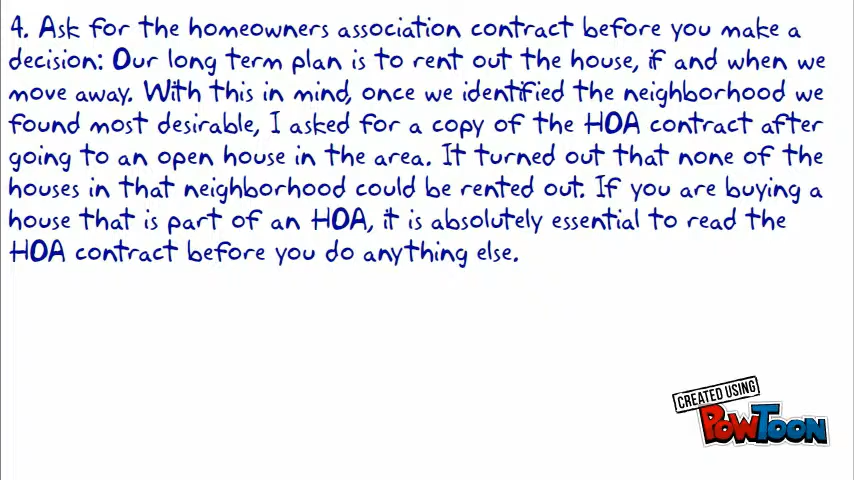 4. Ask for the homeowners association contract before you make a
decision: Our long term plan is to rent out the house, if and when we
move away. With this in mind, once we identified the neighborhood we
found most desirable, I asked for a copy of the HOA contract after
going to an open house in the area. It turned out that none of the
houses in that neighborhood could be rented out. If you are buying a
house that is part of an HOA, it is absolutely essential to read the
HOA contract before you do anything else.
CREATED USING
POWTOON